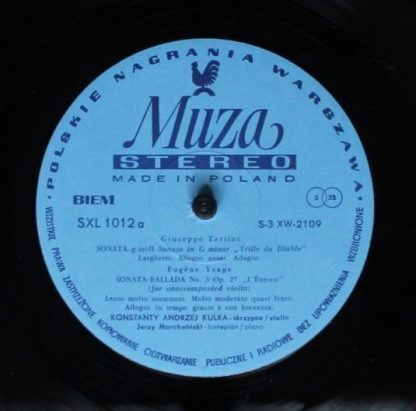 • POLSKIE NAGRANIA WARSZAWA •
Muza
STEREO
MADE IN POLAND
BIEM
S 33
SXL 1012 a
S-3 XW-2109
Giuseppe Tartini
SONATA g-moll Sonata in G minor „Trille du Diable"
Larghetto. Allegro assai. Adagio.
Eugène Ysaye
SONATA-BALLADA No. 3 Op. 27 „L'Enesco"
(for unaccompanied violin)
Lento molto sostenuto. Molto moderato quasi lento.
Allegro in tempo giusto e con bravura.
KONSTANTY ANDRZEJ KULKA - skrzypce / violin
Jerzy Marchwiński - fortepian / piano
WSZYSTKIE PRAWA ZASTRZEŻONE KOPIOWANIE ODTWARZANIE PUBLICZNE I RADIOWE BEZ UPOWAŻNIENIA WZBRONIONE